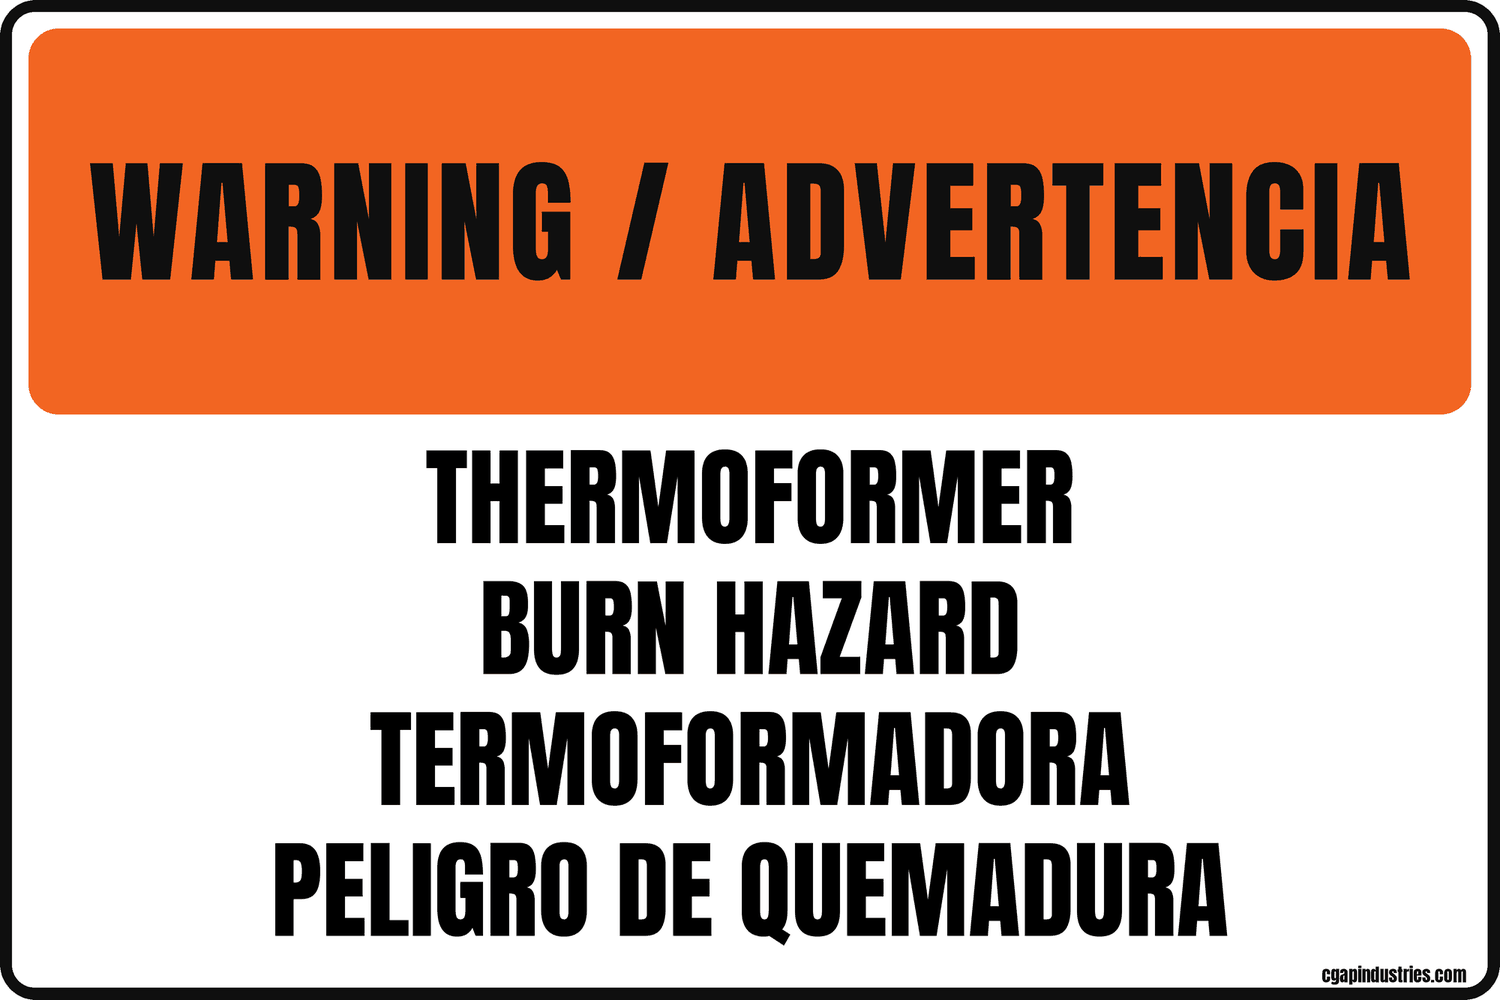 WARNING / ADVERTENCIA
THERMOFORMER
BURN HAZARD
TERMOFORMADORA
PELIGRO DE QUEMADURA
cgapindustries.com